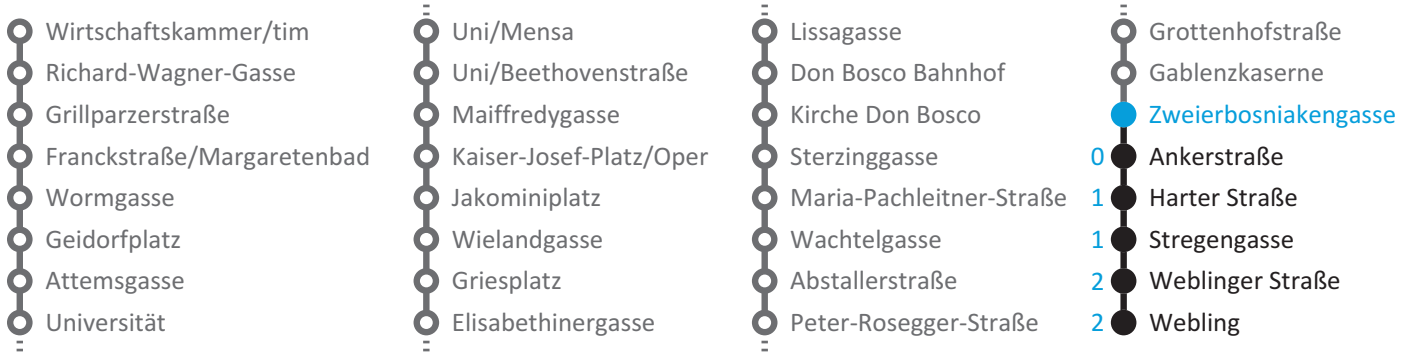 Wirtschaftskammer/tim
Richard-Wagner-Gasse
Grillparzerstraße
Franckstraße/Margaretenbad
Wormgasse
Geidorfplatz
Attemsgasse
Universität
Uni/Mensa
Uni/Beethovenstraße
Maiffredygasse
Kaiser-Josef-Platz/Oper
Jakominiplatz
Wielandgasse
Griesplatz
Elisabethinergasse
Lissagasse
Don Bosco Bahnhof
Kirche Don Bosco
Sterzinggasse
Maria-Pachleitner-Straße
Wachtelgasse
Abstallerstraße
Peter-Rosegger-Straße
Grottenhofstraße
Gablenzkaserne
Zweierbosniakengasse
0 Ankerstraße
1 Harter Straße
1 Stregengasse
2 Weblinger Straße
2 Webling